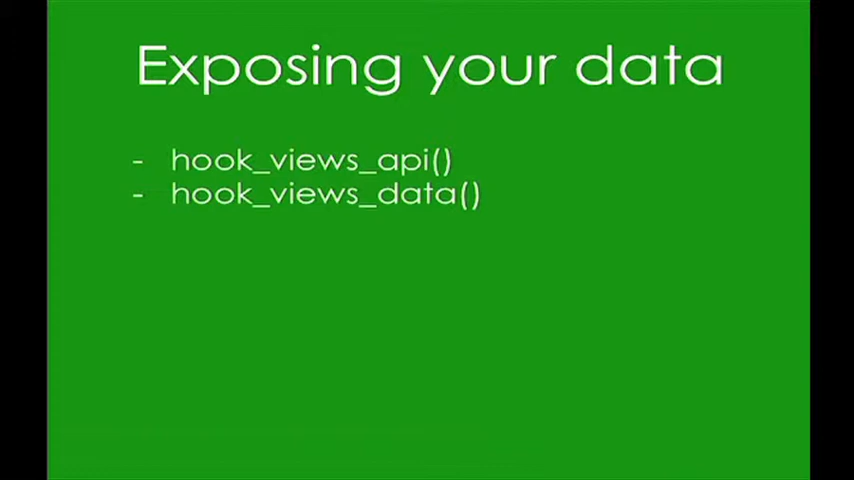 Exposing your data
- hook_views_api()
- hook_views_data()